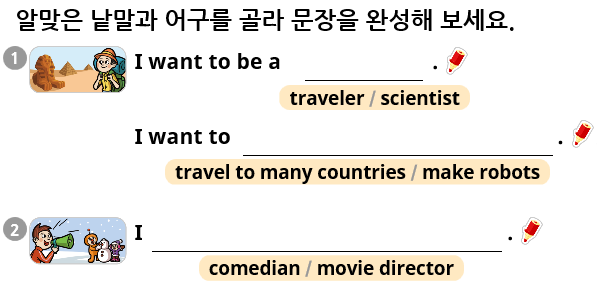 알맞은 낱말과 어구를 골라 문장을 완성해 보세요.
1 I want to be a ____________ .
traveler / scientist
I want to ______________________________ .
travel to many countries / make robots
2 I __________________________________ .
comedian / movie director